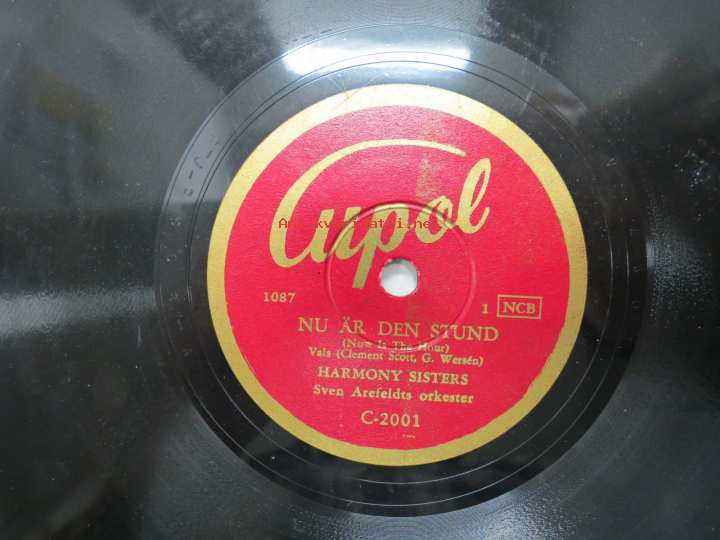 Cupol
1087
1 NCB
NU ÄR DEN STUND
(Now Is The Hour)
Vals (Clement Scott, G. Wersén)
HARMONY SISTERS
Sven Arefeldts orkester
C-2001